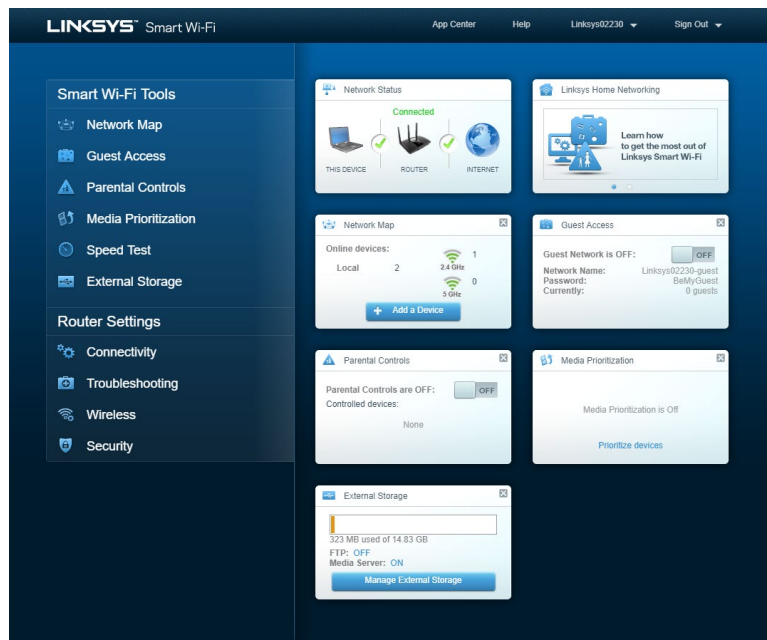 LINKSYS™ Smart Wi-Fi
App Center
Help
Linksys02230
Sign Out
Smart Wi-Fi Tools
Network Map
Guest Access
Parental Controls
Media Prioritization
Speed Test
External Storage
Router Settings
Connectivity
Troubleshooting
Wireless
Security
Network Status
Connected
THIS DEVICE
ROUTER
INTERNET
Linksys Home Networking
Learn how
to get the most out of
Linksys Smart Wi-Fi
Network Map
Online devices:
Local 2
1
2.4 GHz
0
5 GHz
+ Add a Device
Guest Access
Guest Network is OFF: OFF
Network Name: Linksys02230-guest
Password: BeMyGuest
Currently: 0 guests
Parental Controls
Parental Controls are OFF: OFF
Controlled devices:
None
Media Prioritization
Media Prioritization is Off
Prioritize devices
External Storage
323 MB used of 14.83 GB
FTP: OFF
Media Server: ON
Manage External Storage